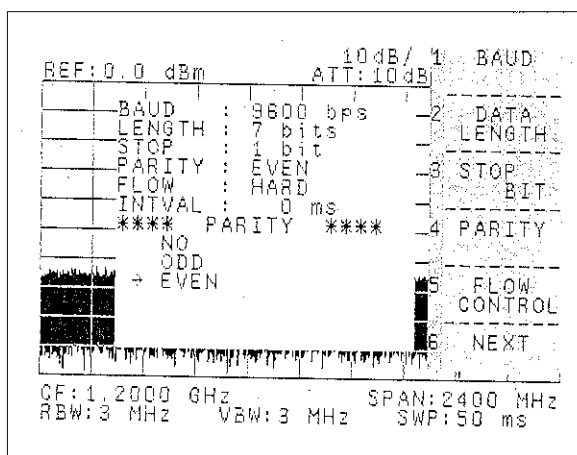 10dB/
REF:0.0 dBm ATT:10dB
BAUD : 9600 bps
LENGTH : 7 bits
STOP : 1 bit
PARITY : EVEN
FLOW : HARD
INTVAL : 0 ms
**** PARITY ****
NO
ODD
→ EVEN
1 BAUD
2 DATA
LENGTH
3 STOP
BIT
4 PARITY
5 FLOW
CONTROL
6 NEXT
CF:1.2000 GHz SPAN:2400 MHz
RBW:3 MHz VBW:3 MHz SWP:50 ms